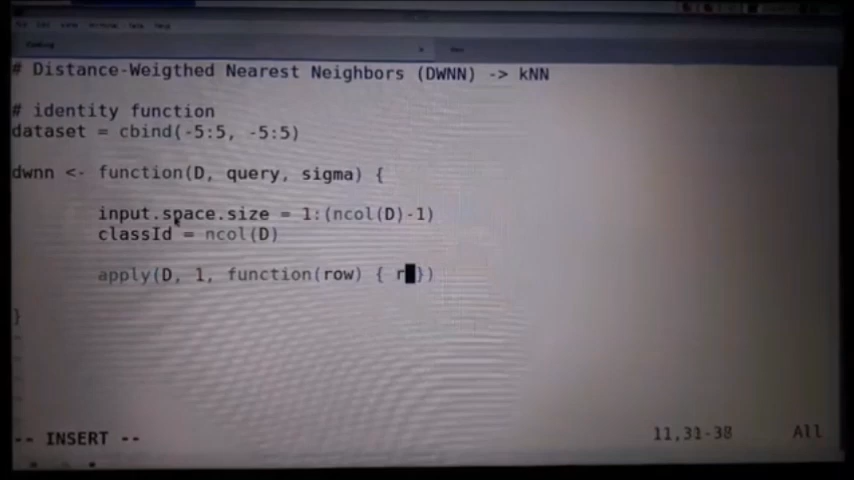 # Distance-Weigthed Nearest Neighbors (DWNN) -> kNN
# identity function
dataset = cbind(-5:5, -5:5)
dwnn <- function(D, query, sigma) {
input.space.size = 1:(ncol(D)-1)
classId = ncol(D)
apply(D, 1, function(row) { r })
}
-- INSERT -- 11,31-38 All